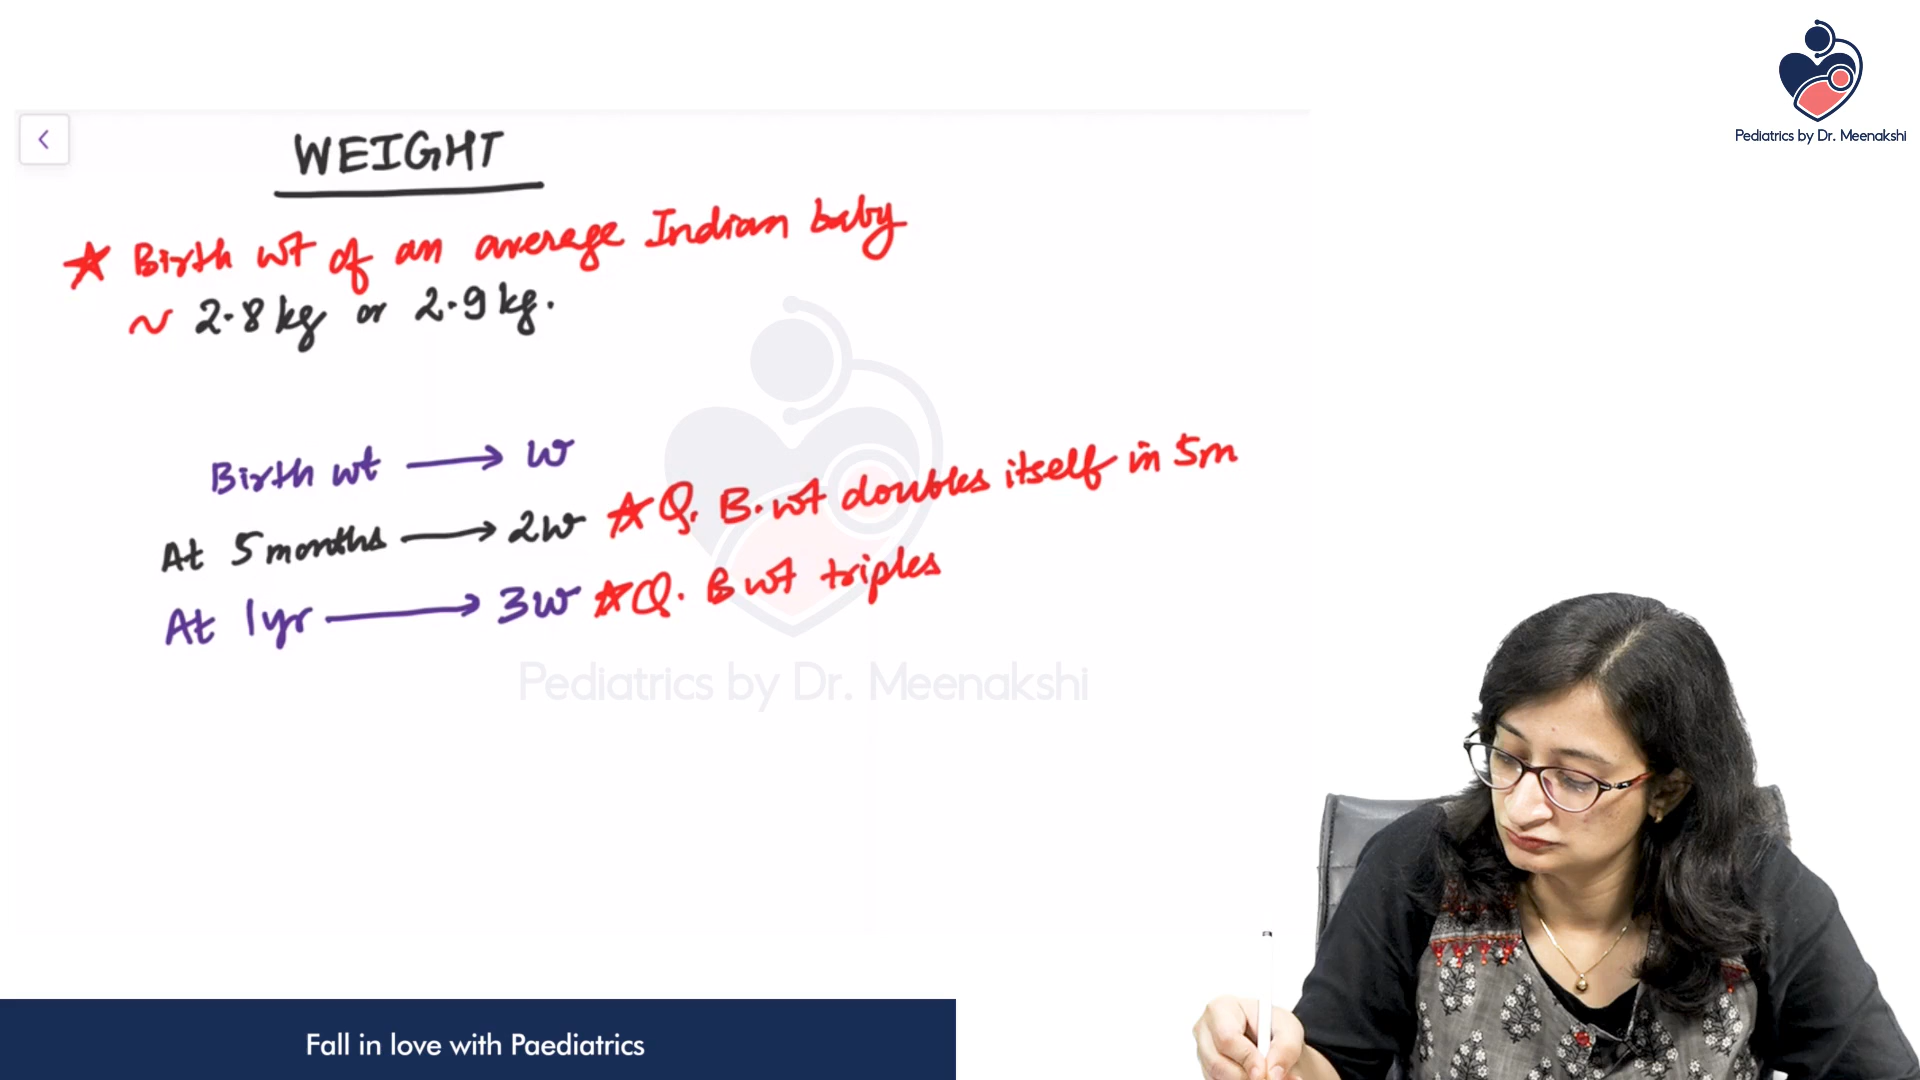 Pediatrics by Dr. Meenakshi
WEIGHT
☆ Birth wt of an average Indian baby
~ 2.8 kg or 2.9 kg.
Birth wt → w
At 5 months → 2w ☆ Q. B. wt doubles itself in 5m
At 1yr → 3w ☆ Q. B wt triples
Pediatrics by Dr. Meenakshi
Fall in love with Paediatrics